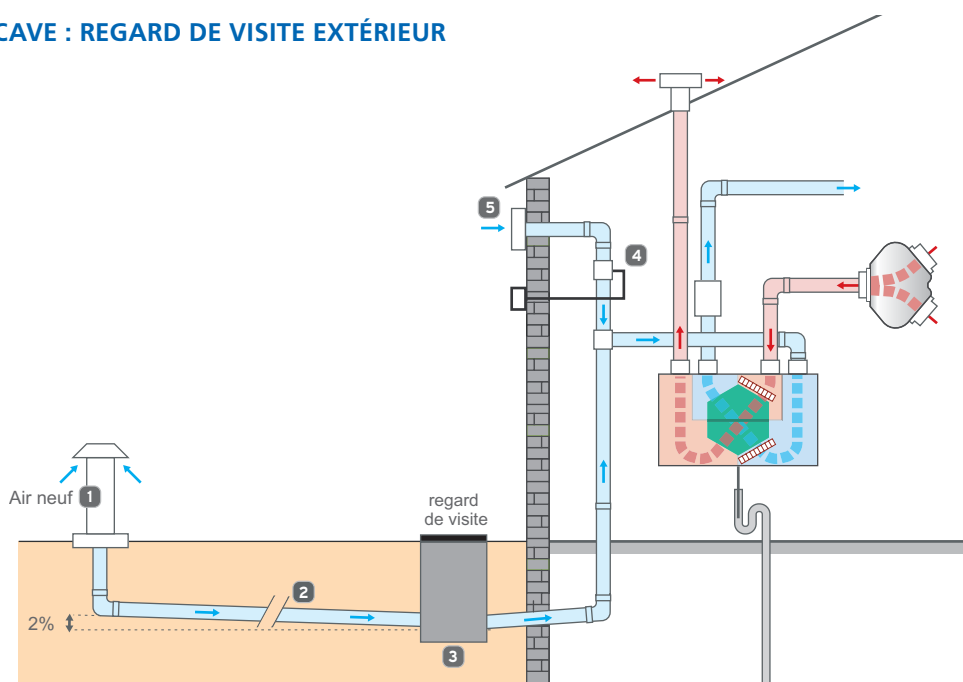 CAVE : REGARD DE VISITE EXTÉRIEUR
5
4
Air neuf 1
regard
de visite
2
2%
3